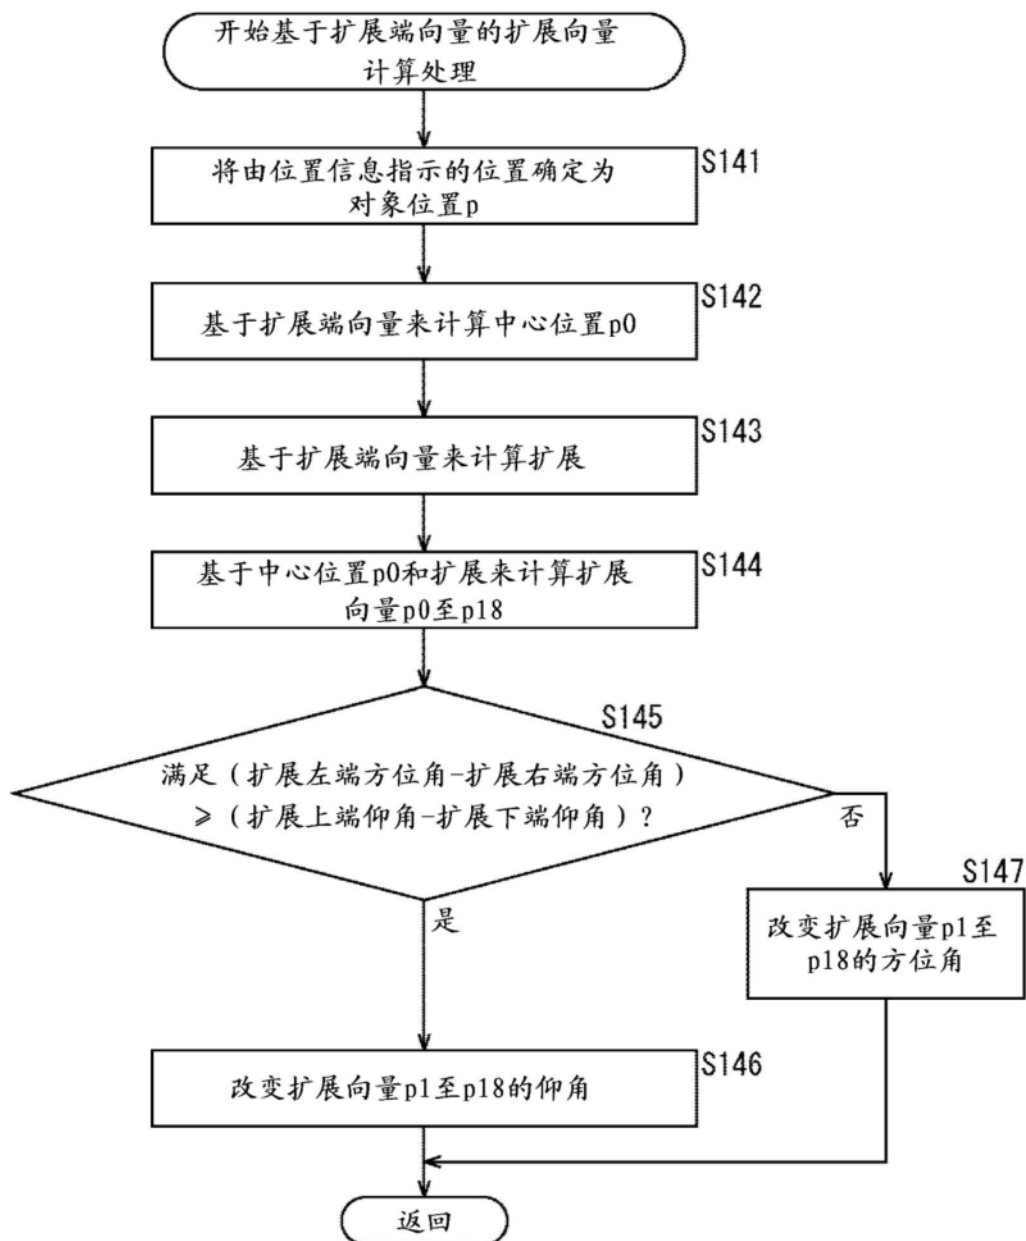 开始基于扩展端向量的扩展向量
计算处理
S141
将由位置信息指示的位置确定为
对象位置p
S142
基于扩展端向量来计算中心位置p0
S143
基于扩展端向量来计算扩展
S144
基于中心位置p0和扩展来计算扩展
向量p0至p18
S145
满足(扩展左端方位角-扩展右端方位角)
≥(扩展上端仰角-扩展下端仰角)?
否
S147
是
改变扩展向量p1至
p18的方位角
S146
改变扩展向量p1至p18的仰角
返回